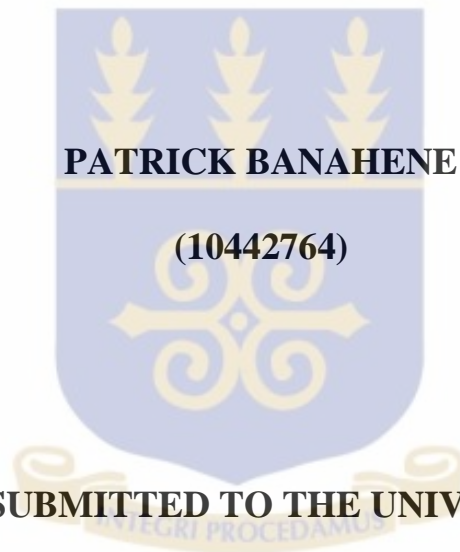 PATRICK BANAHENE
(10442764)
SUBMITTED TO THE UNIV
INTEGRI PROCEDAMUS